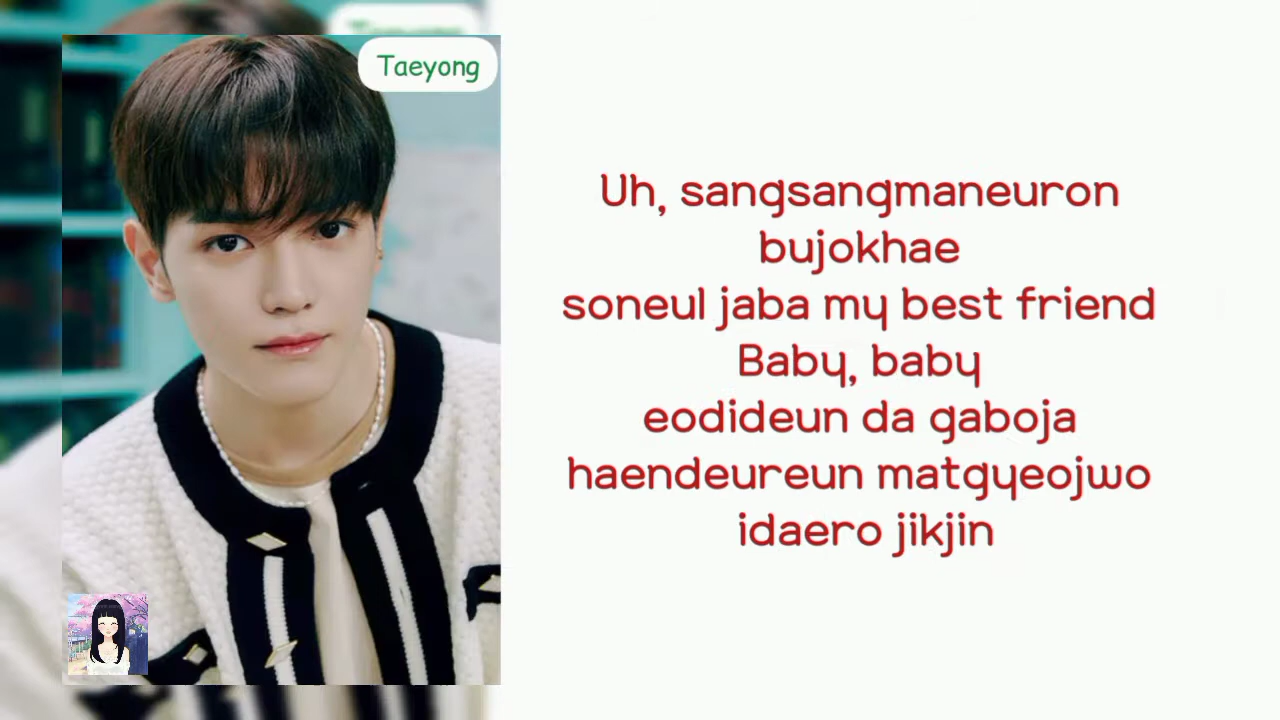 Taeyong
Uh, sangsangmaneuron
bujokhae
soneul jaba my best friend
Baby, baby
eodideun da gaboja
haendeureun matgyeojwo
idaero jikjin